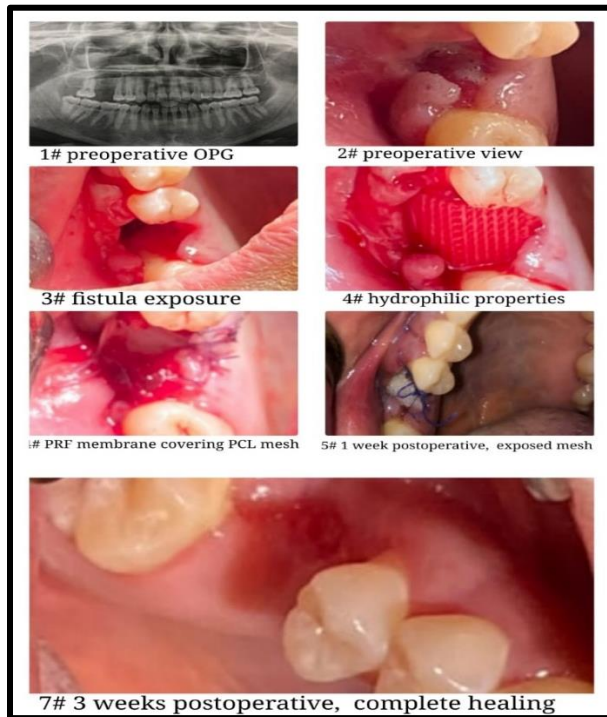 1# preoperative OPG
2# preoperative view
3# fistula exposure
4# hydrophilic properties
# PRF membrane covering PCL mesh
5# 1 week postoperative, exposed mesh
7# 3 weeks postoperative, complete healing